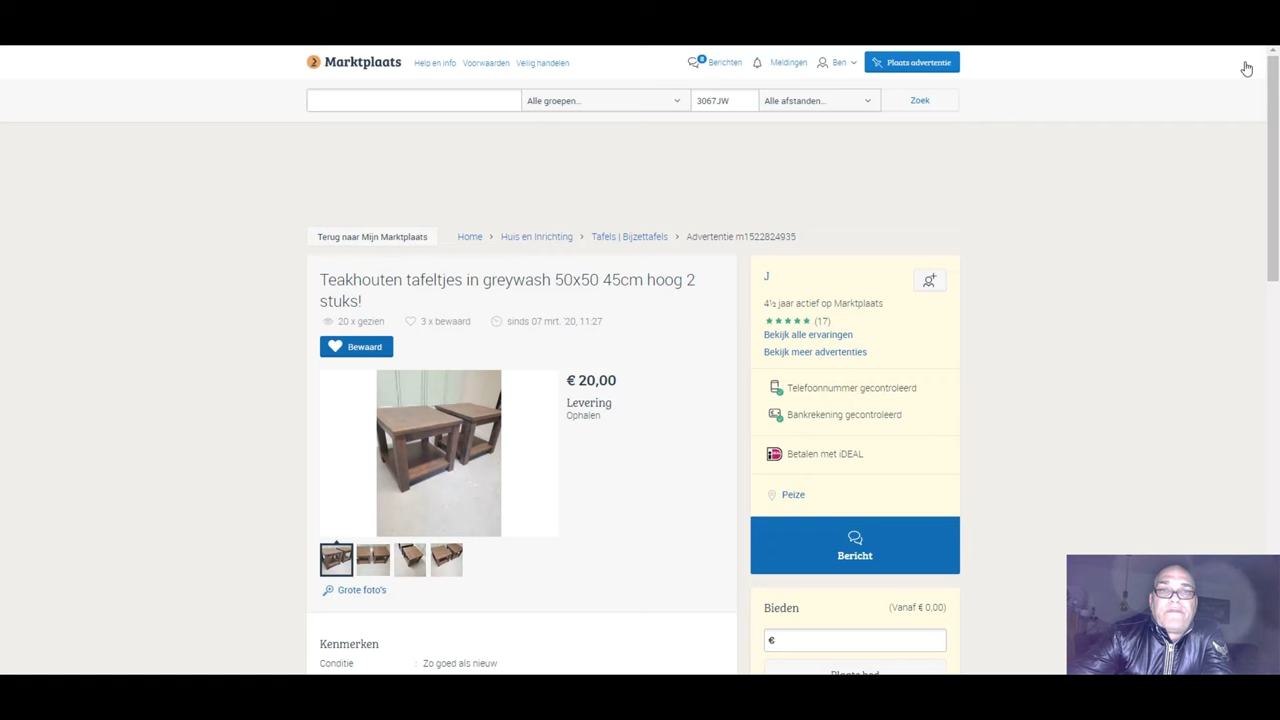 2 Marktplaats Help en info Voorwaarden Veilig handelen Berichten Meldingen Ben Plaats advertentie
Alle groepen... 3067JW Alle afstanden... Zoek
Terug naar Mijn Marktplaats Home > Huis en Inrichting > Tafels | Bijzettafels > Advertentie m1522824935
Teakhouten tafeltjes in greywash 50x50 45cm hoog 2
stuks!
20 x gezien 3 x bewaard sinds 07 mrt. '20, 11:27
Bewaard
€ 20,00
Levering
Ophalen
Grote foto's
Kenmerken
Conditie : Zo goed als nieuw
J
4½ jaar actief op Marktplaats
(17)
Bekijk alle ervaringen
Bekijk meer advertenties
Telefoonnummer gecontroleerd
Bankrekening gecontroleerd
Betalen met iDEAL
Peize
Bericht
Bieden (Vanaf € 0,00)
€
Plaats bod